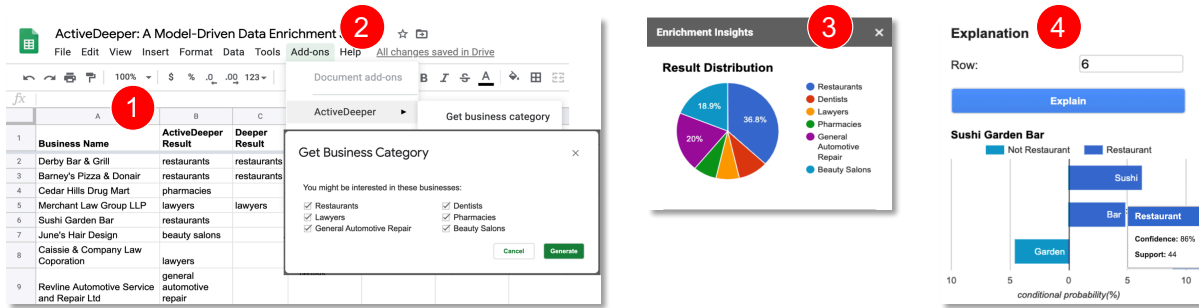 ActiveDeeper: A Model-Driven Data Enrichment
File Edit View Insert Format Data Tools Add-ons Help All changes saved in Drive
100% $ % .0 .00 123 B I S A
Document add-ons
ActiveDeeper
Get business category
fx
A B C
1 Business Name ActiveDeeper Result Deeper Result
2 Derby Bar & Grill restaurants restaurants
3 Barney's Pizza & Donair restaurants restaurants
4 Cedar Hills Drug Mart pharmacies
5 Merchant Law Group LLP lawyers lawyers
6 Sushi Garden Bar restaurants
7 June's Hair Design beauty salons
8 Caissie & Company Law Coporation lawyers
9 Revline Automotive Service and Repair Ltd general automotive repair
Get Business Category
You might be interested in these businesses:
Restaurants Dentists
Lawyers Pharmacies
General Automotive Repair Beauty Salons
Cancel Generate
1
2
3
Enrichment Insights
Result Distribution
18.9%
36.8%
20%
Restaurants
Dentists
Lawyers
Pharmacies
General
Automotive
Repair
Beauty Salons
4
Explanation
Row: 6
Explain
Sushi Garden Bar
Not Restaurant Restaurant
Sushi
Bar
Garden
Restaurant
Confidence: 86%
Support: 44
10 5 0 5 10
conditional probability(%)